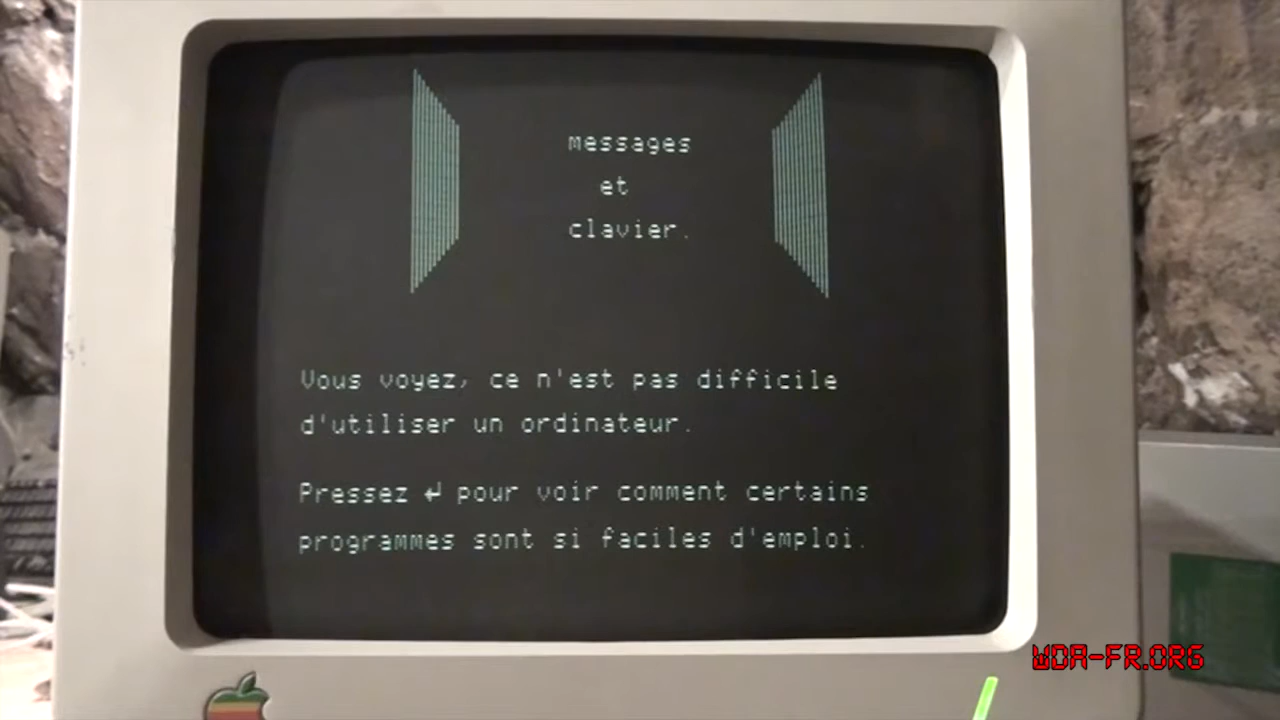 messages
et
clavier.
Vous voyez, ce n'est pas difficile
d'utiliser un ordinateur.
Pressez ↵ pour voir comment certains
programmes sont si faciles d'emploi.
WDA-FR.ORG